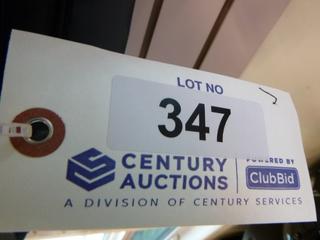 LOT NO
347
CENTURY AUCTIONS
POWERED BY
ClubBid
A DIVISION OF CENTURY SERVICES